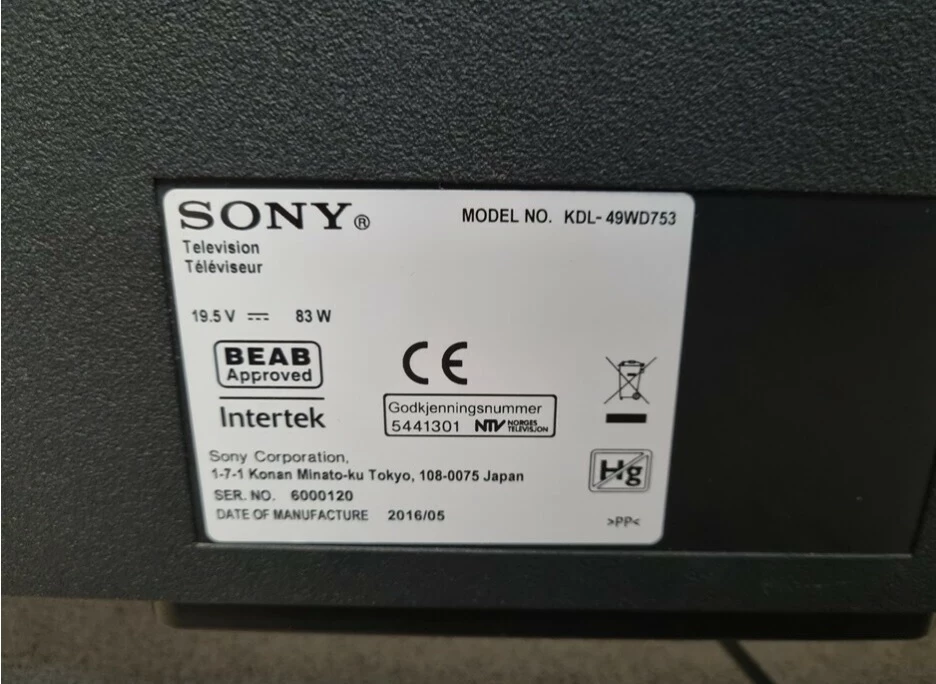 SONY®
MODEL NO. KDL-49WD753
Television
Téléviseur
19.5 V 83 W
BEAB
Approved
Intertek
CE
Godkjenningsnummer
5441301 NTV NORGES TELEVISJON
Sony Corporation,
1-7-1 Konan Minato-ku Tokyo, 108-0075 Japan
SER. NO. 6000120
DATE OF MANUFACTURE 2016/05
Hg
>PP<